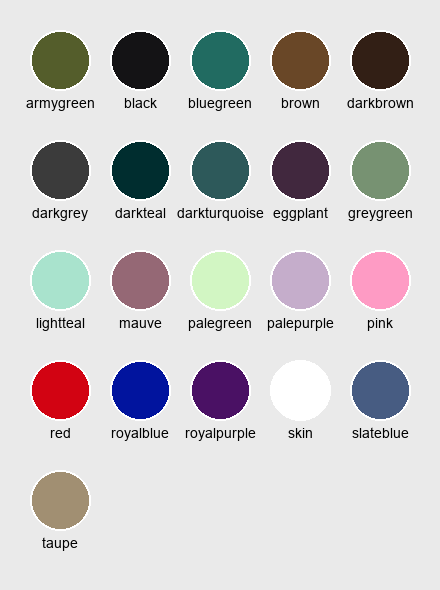 armygreen black bluegreen brown darkbrown
darkgrey darkteal darkturquoise eggplant greygreen
lightteal mauve palegreen palepurple pink
red royalblue royalpurple skin slateblue
taupe